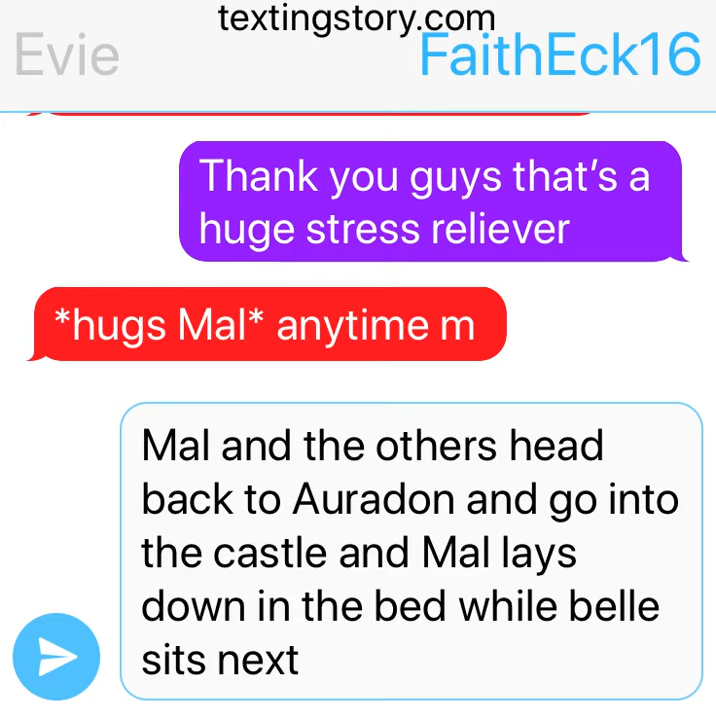 textingstory.com
Evie
FaithEck16
Thank you guys that’s a
huge stress reliever
*hugs Mal* anytime m
Mal and the others head
back to Auradon and go into
the castle and Mal lays
down in the bed while belle
sits next